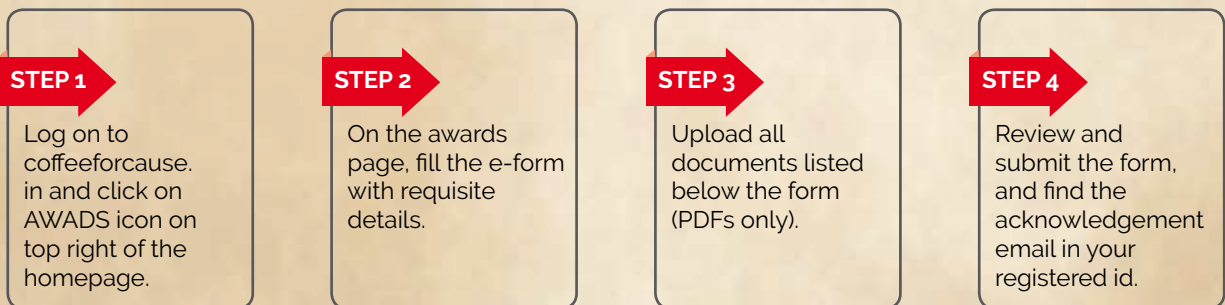 STEP 1
Log on to
coffeeforcause.
in and click on
AWADS icon on
top right of the
homepage.
STEP 2
On the awards
page, fill the e-form
with requisite
details.
STEP 3
Upload all
documents listed
below the form
(PDFs only).
STEP 4
Review and
submit the form,
and find the
acknowledgement
email in your
registered id.